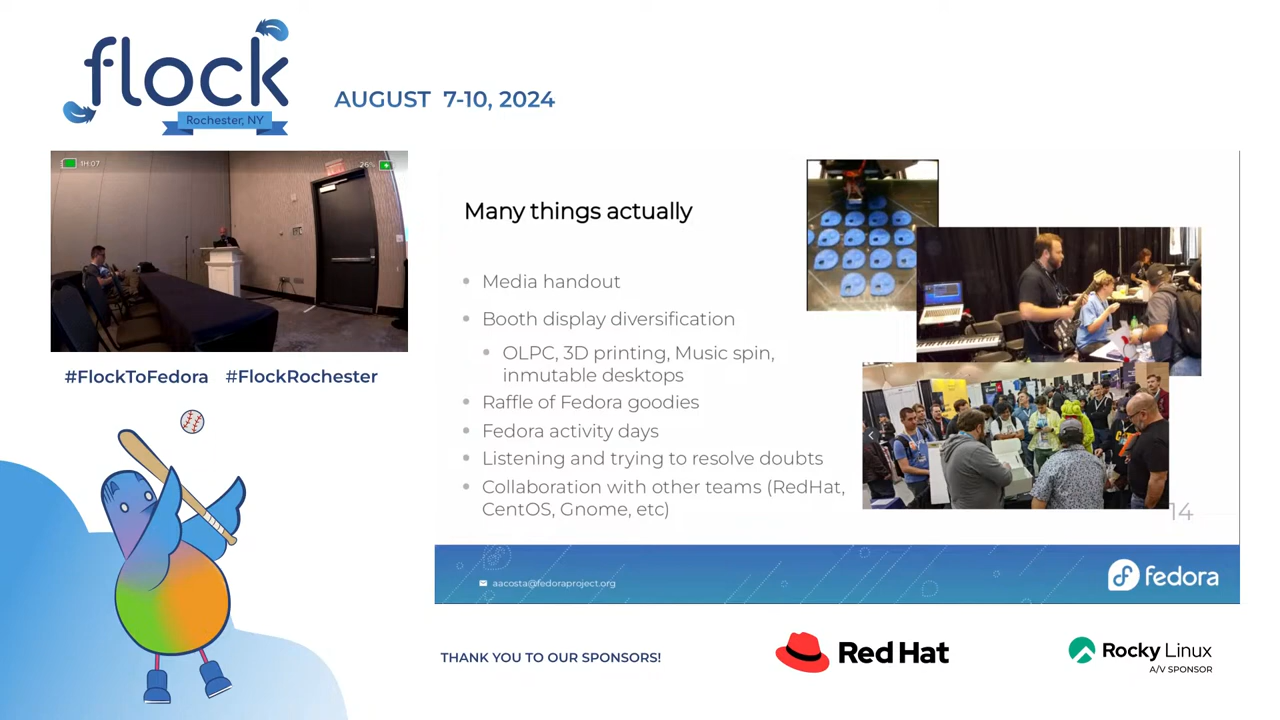 flock
Rochester, NY
AUGUST 7-10, 2024
1H 07
26%
#FlockToFedora #FlockRochester
Many things actually
Media handout
Booth display diversification
OLPC, 3D printing, Music spin,
inmutable desktops
Raffle of Fedora goodies
Fedora activity days
Listening and trying to resolve doubts
Collaboration with other teams (RedHat,
CentOS, Gnome, etc)
14
aacosta@fedoraproject.org
fedora
THANK YOU TO OUR SPONSORS!
Red Hat
Rocky Linux
A/V SPONSOR